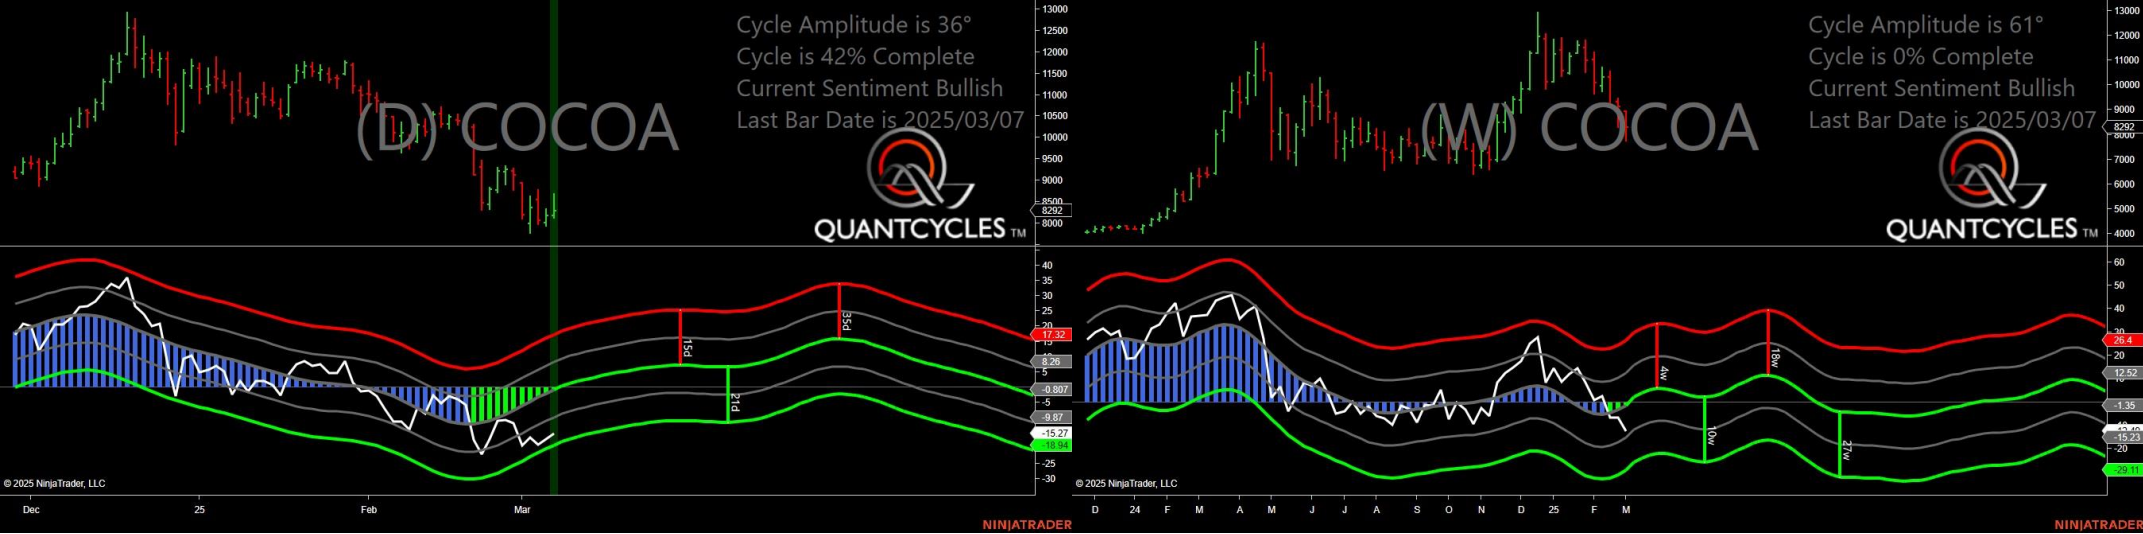 Cycle Amplitude is 36°
Cycle is 42% Complete
Current Sentiment Bullish
Last Bar Date is 2025/03/07
(D) COCOA
QUANTCYCLES TM
13000
12000
11500
11000
10500
10000
9500
9000
8500
8292
8000
40
35
30
25
20
17.32
15
8.26
5
-0.807
-5
-9.87
-15.27
-18.94
-25
-30
15d
21d
35d
© 2025 NinjaTrader, LLC
Dec
25
Feb
Mar
NINJATRADER
Cycle Amplitude is 61°
Cycle is 0% Complete
Current Sentiment Bullish
Last Bar Date is 2025/03/07
(W) COCOA
QUANTCYCLES TM
13000
12000
11000
10000
9000
8292
8000
7000
6000
5000
4000
60
50
40
26.4
20
12.52
-1.35
-15.23
-20
-29.11
4w
10w
18w
27w
© 2025 NinjaTrader, LLC
D 24 F M A M J J A S O N D 25 F M
NINJATRADER